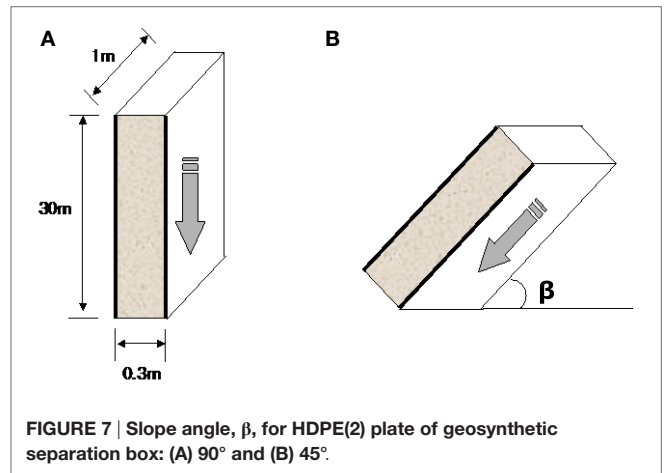 A
B
1m
30m
0.3m
β
FIGURE 7 | Slope angle, β, for HDPE(2) plate of geosynthetic
separation box: (A) 90° and (B) 45°.